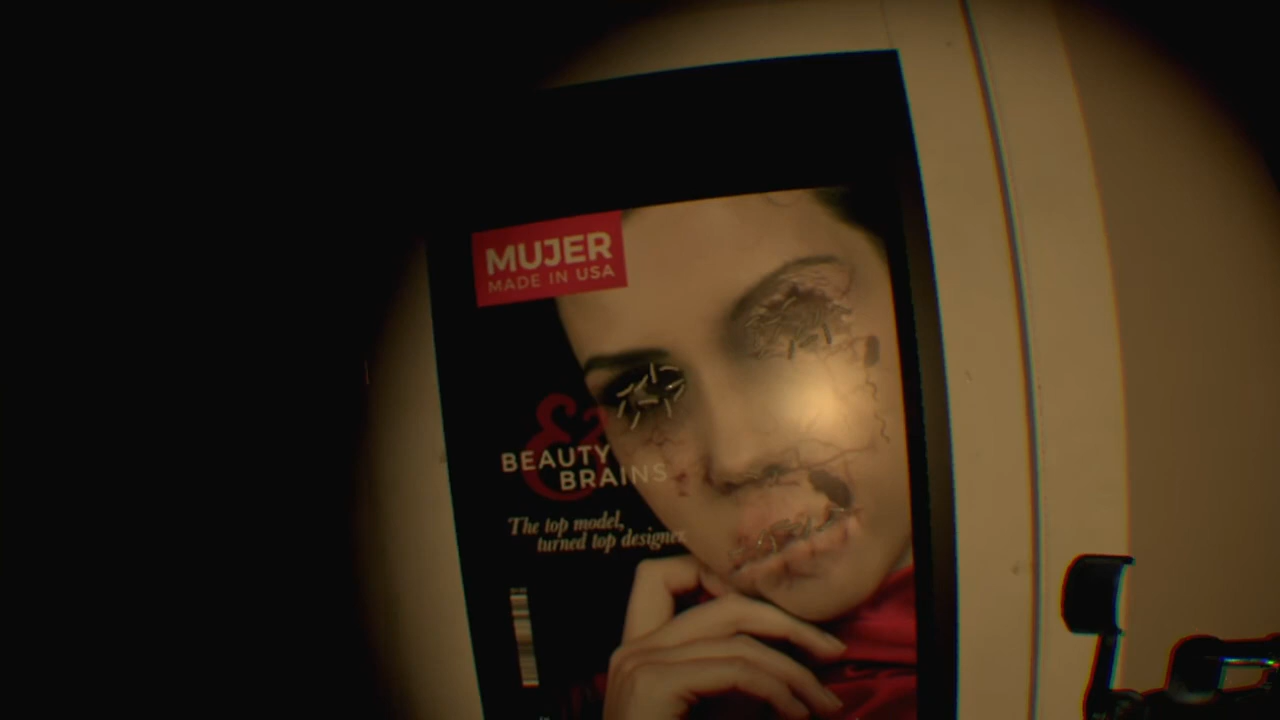 MUJER
MADE IN USA
BEAUTY &
BRAINS
The top model,
turned top designer